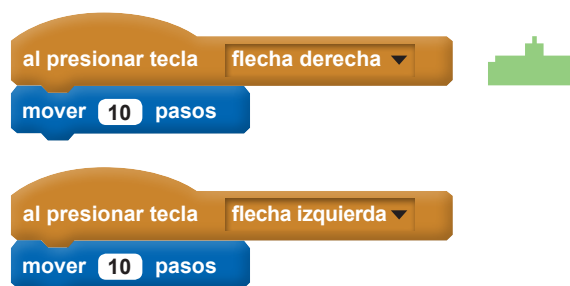 al presionar tecla flecha derecha
mover 10 pasos
al presionar tecla flecha izquierda
mover 10 pasos